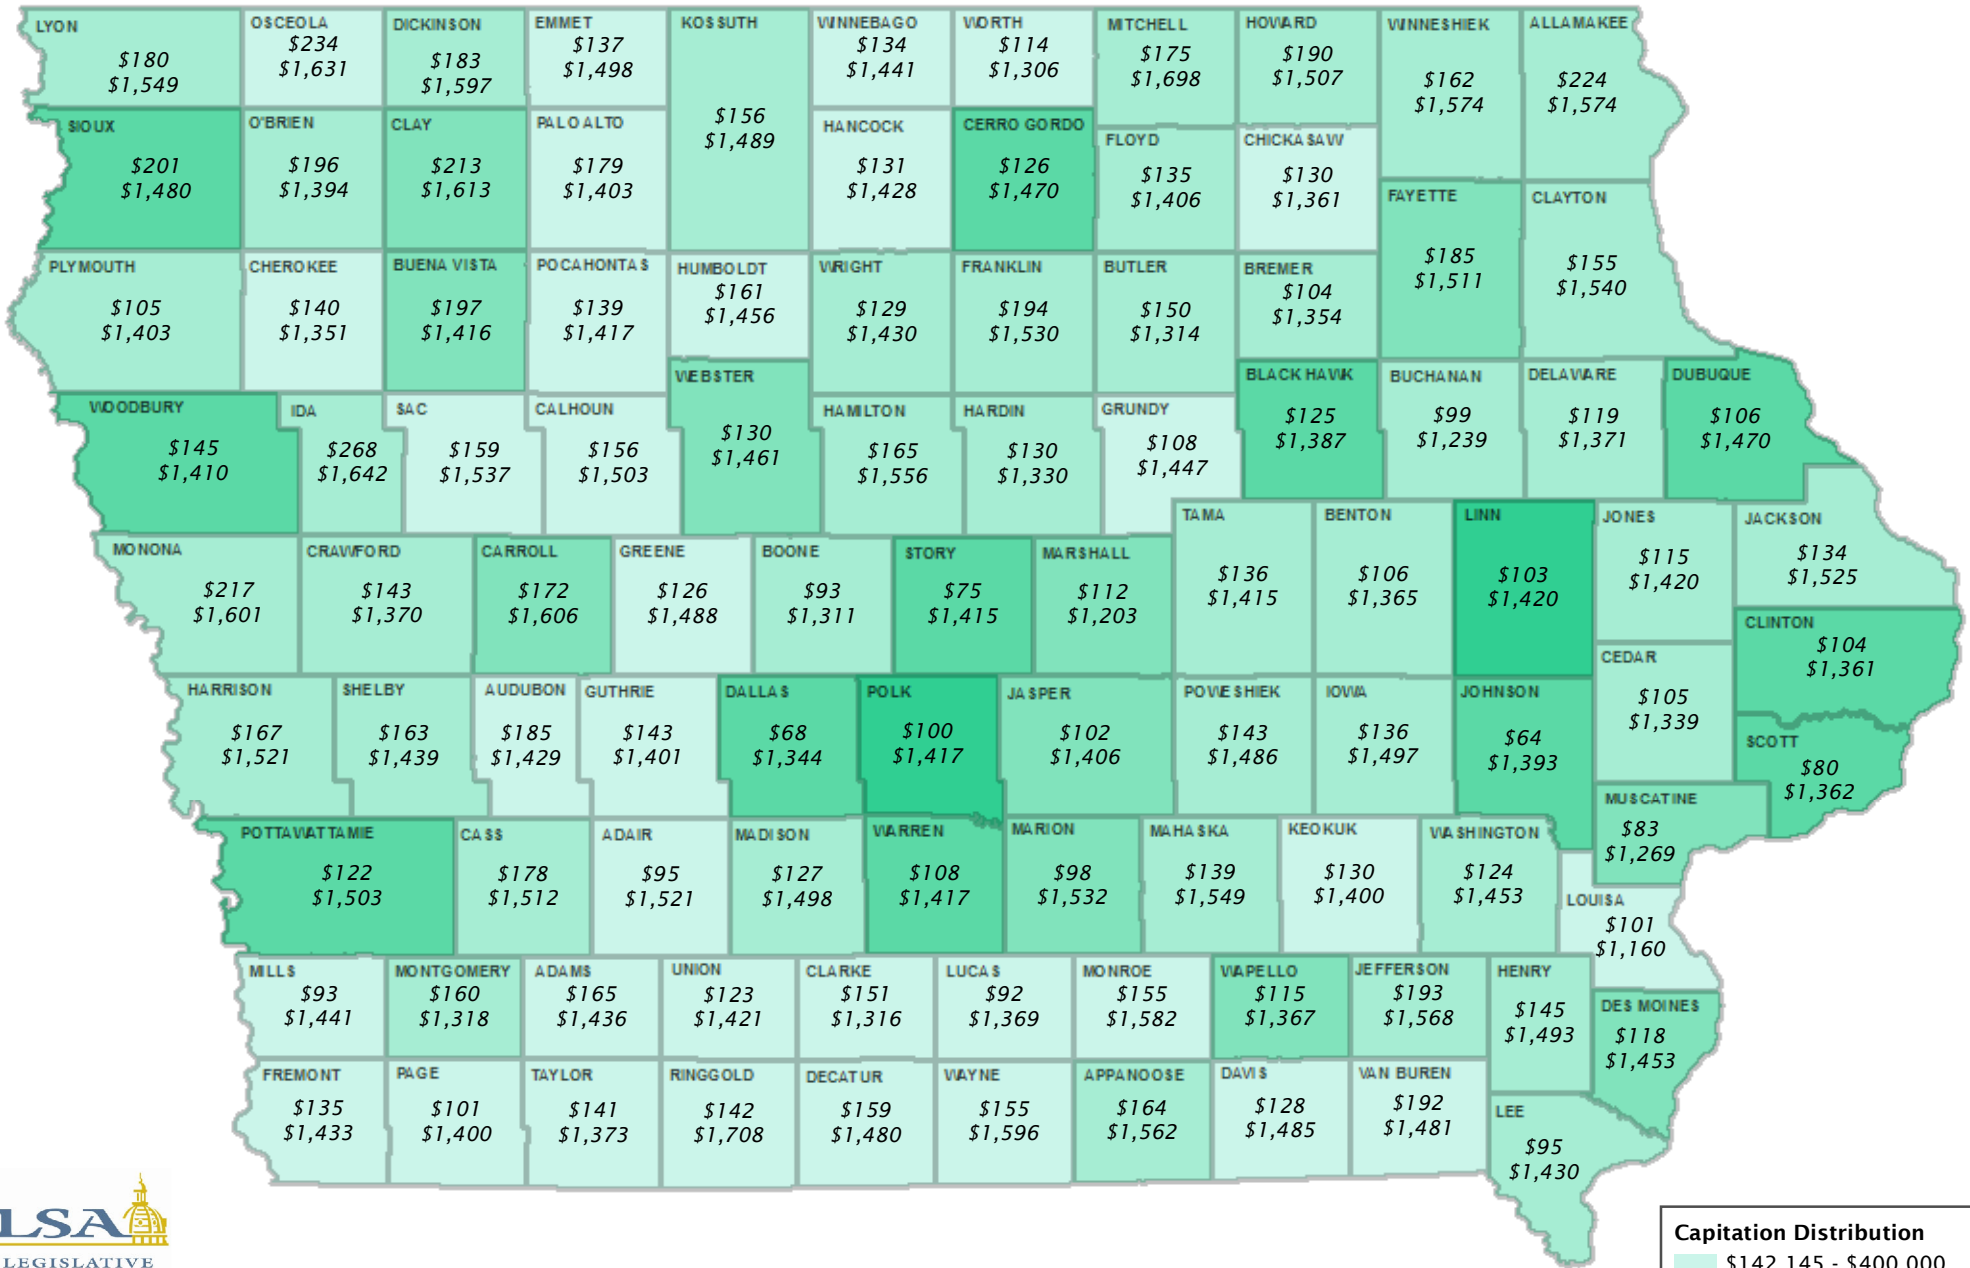 LYON
$180
$1,549
OSCEOLA
$234
$1,631
DICKINSON
$183
$1,597
EMMET
$137
$1,498
KOSSUTH
$156
$1,489
WINNEBAGO
$134
$1,441
WORTH
$114
$1,306
MITCHELL
$175
$1,698
HOWARD
$190
$1,507
WINNESHIEK
$162
$1,574
ALLAMAKEE
$224
$1,574
SIOUX
$201
$1,480
O'BRIEN
$196
$1,394
CLAY
$213
$1,613
PALO ALTO
$179
$1,403
HANCOCK
$131
$1,428
CERRO GORDO
$126
$1,470
FLOYD
$135
$1,406
CHICKASAW
$130
$1,361
FAYETTE
$185
$1,511
CLAYTON
$155
$1,540
PLYMOUTH
$105
$1,403
CHEROKEE
$140
$1,351
BUENA VISTA
$197
$1,416
POCAHONTAS
$139
$1,417
HUMBOLDT
$161
$1,456
WRIGHT
$129
$1,430
FRANKLIN
$194
$1,530
BUTLER
$150
$1,314
BREMER
$104
$1,354
WOODBURY
$145
$1,410
IDA
$268
$1,642
SAC
$159
$1,537
CALHOUN
$156
$1,503
WEBSTER
$130
$1,461
HAMILTON
$165
$1,556
HARDIN
$130
$1,330
GRUNDY
$108
$1,447
BLACK HAWK
$125
$1,387
BUCHANAN
$99
$1,239
DELAWARE
$119
$1,371
DUBUQUE
$106
$1,470
MONONA
$217
$1,601
CRAWFORD
$143
$1,370
CARROLL
$172
$1,606
GREENE
$126
$1,488
BOONE
$93
$1,311
STORY
$75
$1,415
MARSHALL
$112
$1,203
TAMA
$136
$1,415
BENTON
$106
$1,365
LINN
$103
$1,420
JONES
$115
$1,420
JACKSON
$134
$1,525
CLINTON
$104
$1,361
CEDAR
$105
$1,339
HARRISON
$167
$1,521
SHELBY
$163
$1,439
AUDUBON
$185
$1,429
GUTHRIE
$143
$1,401
DALLAS
$68
$1,344
POLK
$100
$1,417
JASPER
$102
$1,406
POWESHIEK
$143
$1,486
IOWA
$136
$1,497
JOHNSON
$64
$1,393
SCOTT
$80
$1,362
MUSCATINE
$83
$1,269
POTTAWATTAMIE
$122
$1,503
CASS
$178
$1,512
ADAIR
$95
$1,521
MADISON
$127
$1,498
WARREN
$108
$1,417
MARION
$98
$1,532
MAHASKA
$139
$1,549
KEOKUK
$130
$1,400
WASHINGTON
$124
$1,453
LOUISA
$101
$1,160
MILLS
$93
$1,441
MONTGOMERY
$160
$1,318
ADAMS
$165
$1,436
UNION
$123
$1,421
CLARKE
$151
$1,316
LUCAS
$92
$1,369
MONROE
$155
$1,582
WAPELLO
$115
$1,367
JEFFERSON
$193
$1,568
HENRY
$145
$1,493
DES MOINES
$118
$1,453
FREMONT
$135
$1,433
PAGE
$101
$1,400
TAYLOR
$141
$1,373
RINGGOLD
$142
$1,708
DECATUR
$159
$1,480
WAYNE
$155
$1,596
APPANOOSE
$164
$1,562
DAVIS
$128
$1,485
VAN BUREN
$192
$1,481
LEE
$95
$1,430
LSA
LEGISLATIVE
Capitation Distribution
$142,145 - $400,000